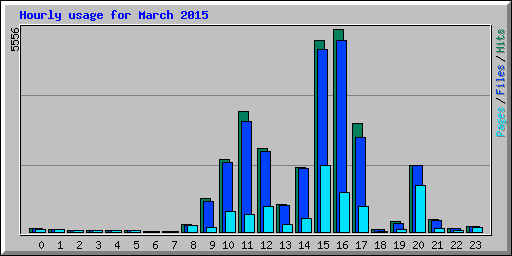 Hourly usage for March 2015
5556
Pages/Files/Hits
0 1 2 3 4 5 6 7 8 9 10 11 12 13 14 15 16 17 18 19 20 21 22 23